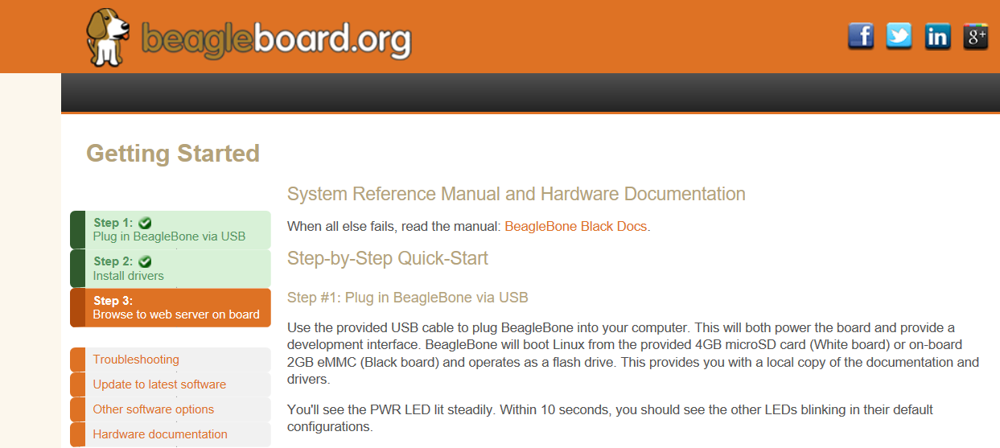 beagleboard.org
f
in
g+
Getting Started
System Reference Manual and Hardware Documentation
When all else fails, read the manual: BeagleBone Black Docs.
Step 1:
Plug in BeagleBone via USB
Step 2:
Install drivers
Step 3:
Browse to web server on board
Troubleshooting
Update to latest software
Other software options
Hardware documentation
Step-by-Step Quick-Start
Step #1: Plug in BeagleBone via USB
Use the provided USB cable to plug BeagleBone into your computer. This will both power the board and provide a
development interface. BeagleBone will boot Linux from the provided 4GB microSD card (White board) or on-board
2GB eMMC (Black board) and operates as a flash drive. This provides you with a local copy of the documentation and
drivers.
You'll see the PWR LED lit steadily. Within 10 seconds, you should see the other LEDs blinking in their default
configurations.